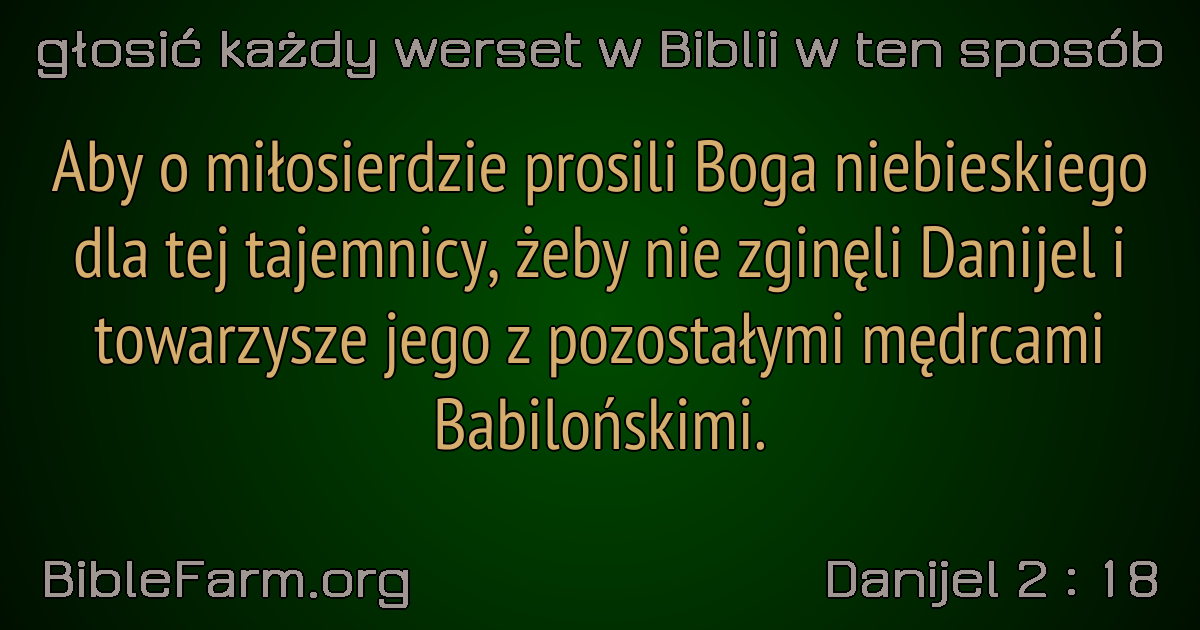 głosić każdy werset w Biblii w ten sposób
Aby o miłosierdzie prosili Boga niebieskiego
dla tej tajemnicy, żeby nie zginęli Danijel i
towarzysze jego z pozostałymi mędrcami
Babilońskimi.
BibleFarm.org
Danijel 2 : 18